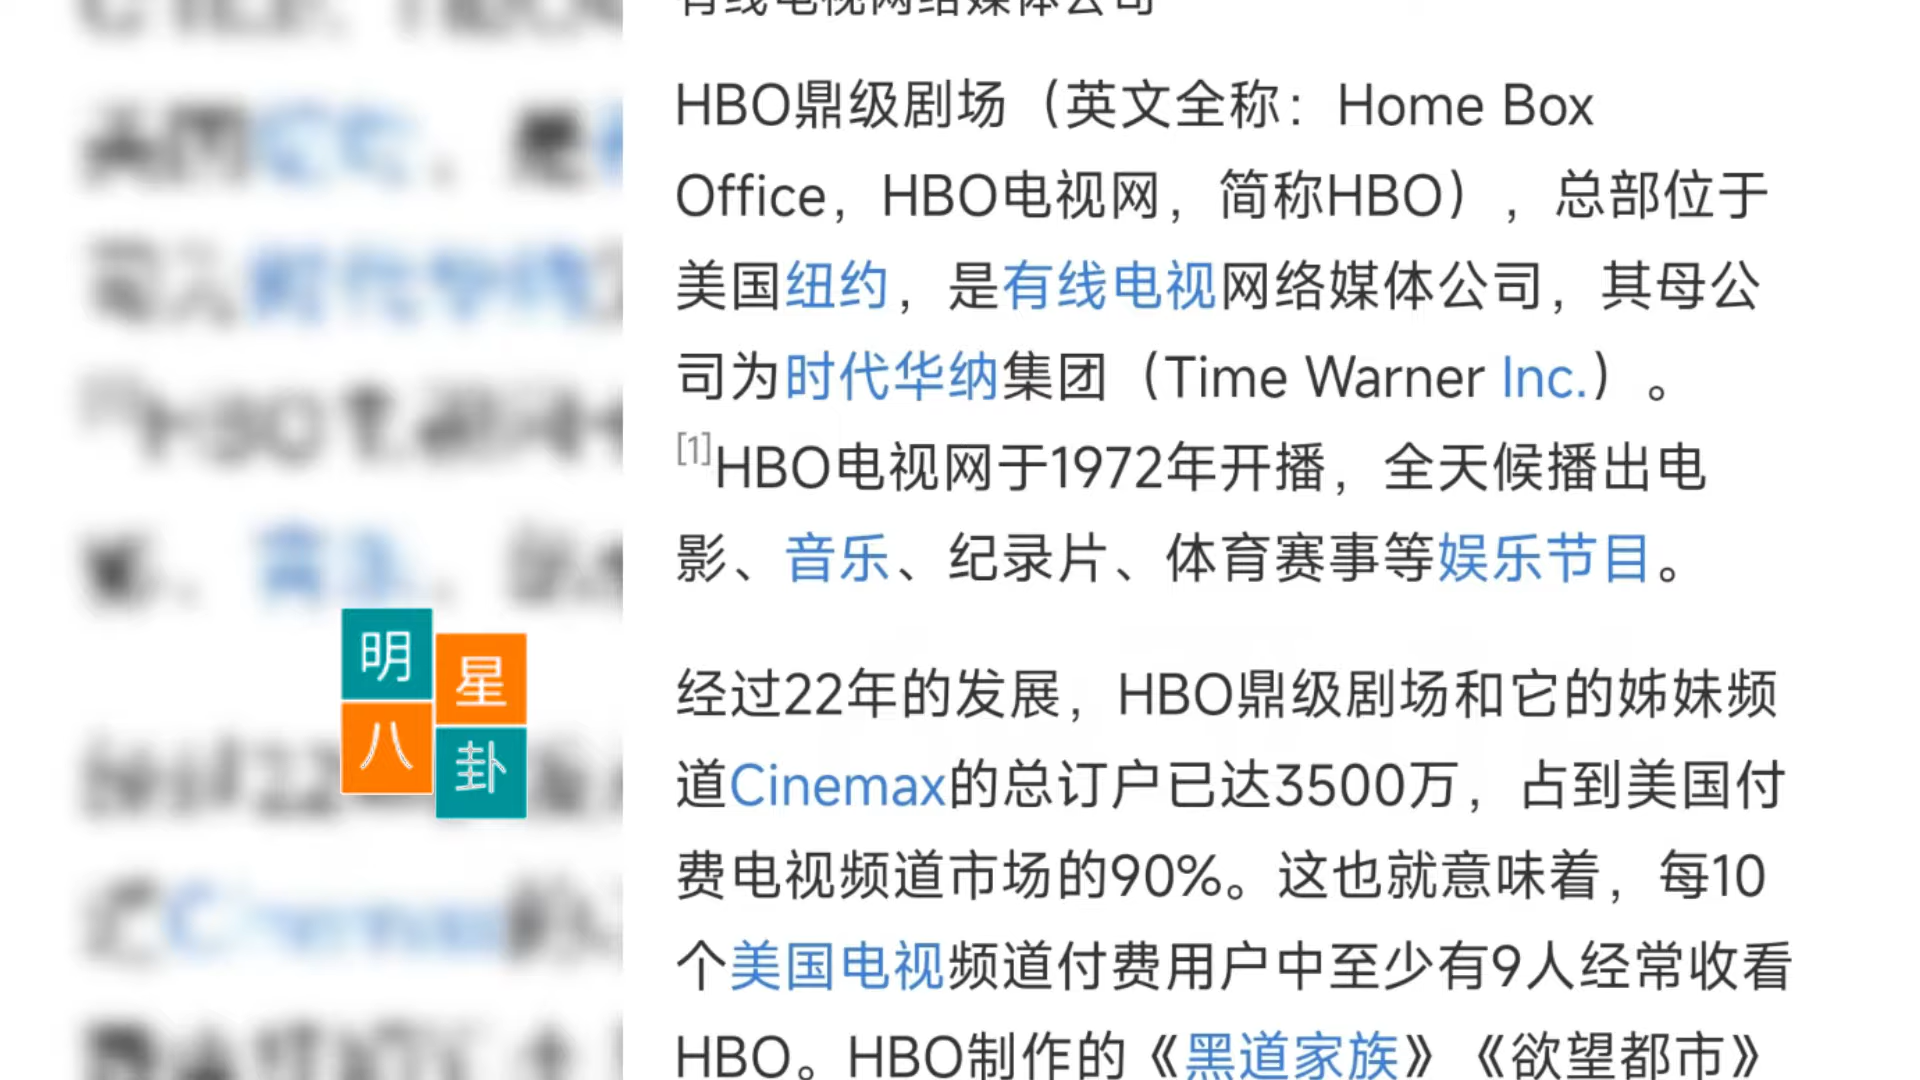 有线电视网络媒体公司
HBO鼎级剧场（英文全称：Home Box
Office，HBO电视网，简称HBO），总部位于
美国纽约，是有线电视网络媒体公司，其母公
司为时代华纳集团（Time Warner Inc.）。
[1]HBO电视网于1972年开播，全天候播出电
影、音乐、纪录片、体育赛事等娱乐节目。
经过22年的发展，HBO鼎级剧场和它的姊妹频
道Cinemax的总订户已达3500万，占到美国付
费电视频道市场的90%。这也就意味着，每10
个美国电视频道付费用户中至少有9人经常收看
HBO。HBO制作的《黑道家族》《欲望都市》
明星
八卦